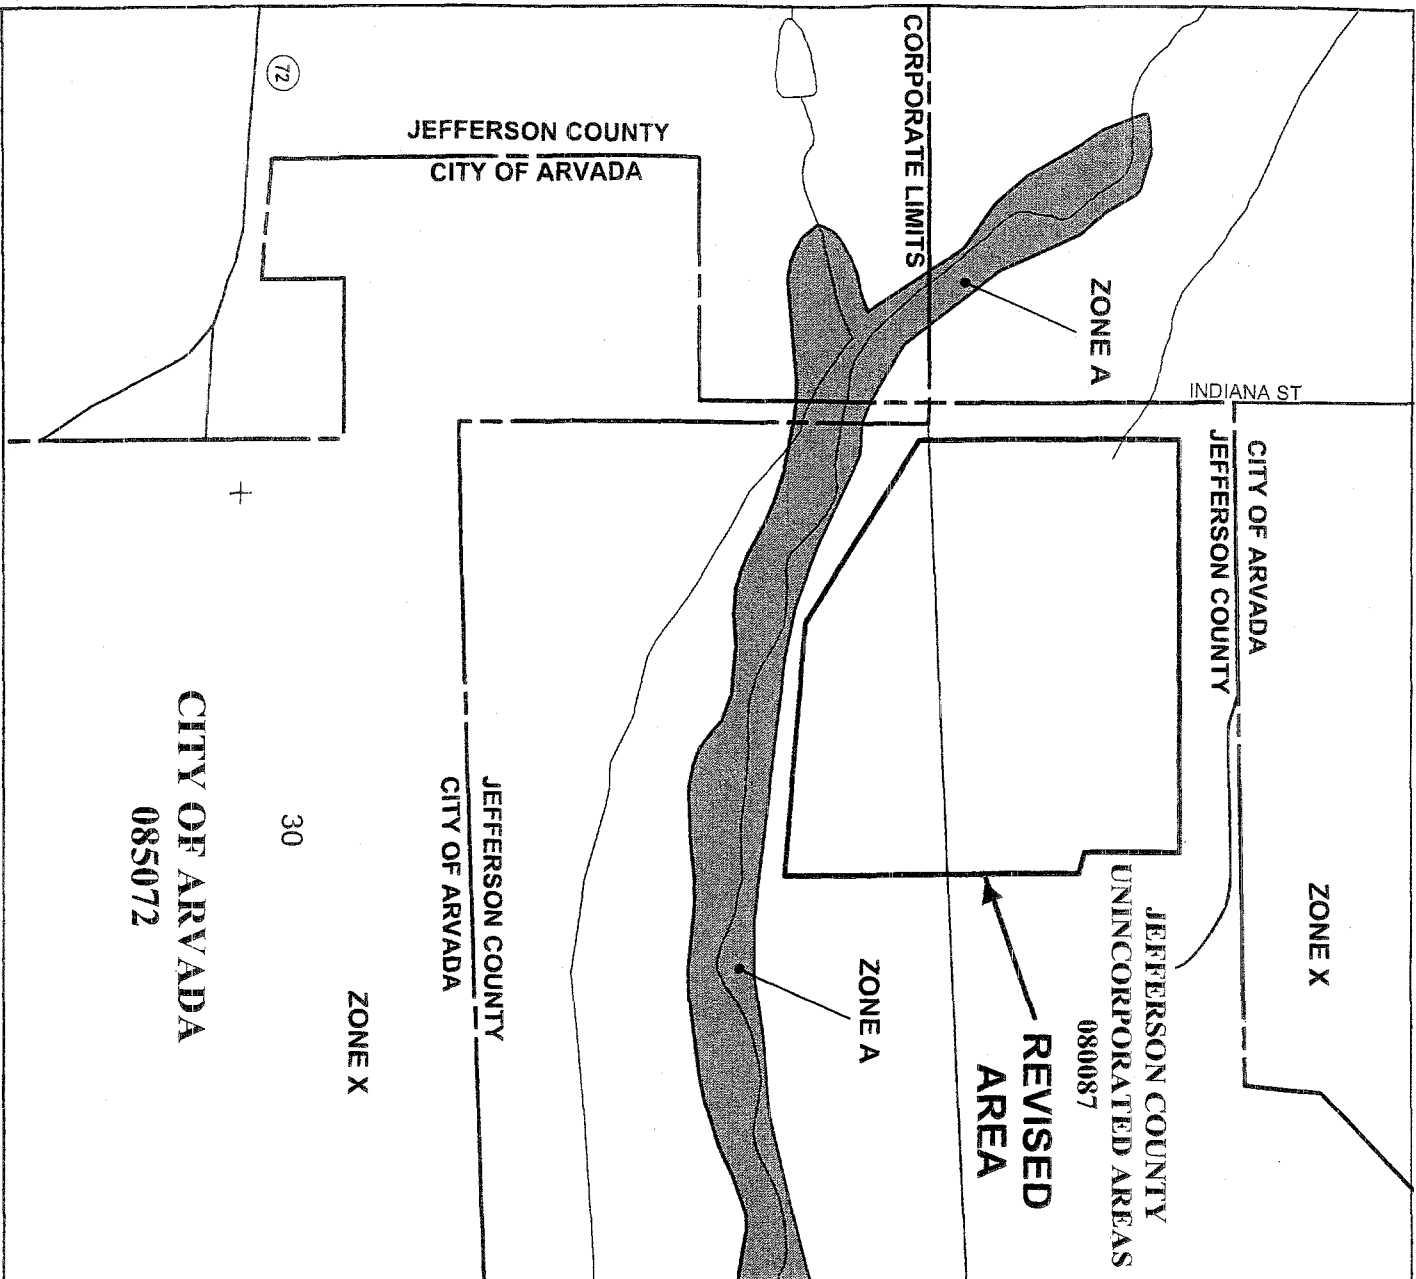 CORPORATE LIMITS
72
JEFFERSON COUNTY
CITY OF ARVADA
ZONE A
INDIANA ST
CITY OF ARVADA
JEFFERSON COUNTY
ZONE X
JEFFERSON COUNTY
UNINCORPORATED AREAS
080087
REVISED
AREA
ZONE A
JEFFERSON COUNTY
CITY OF ARVADA
ZONE X
30
CITY OF ARVADA
085072